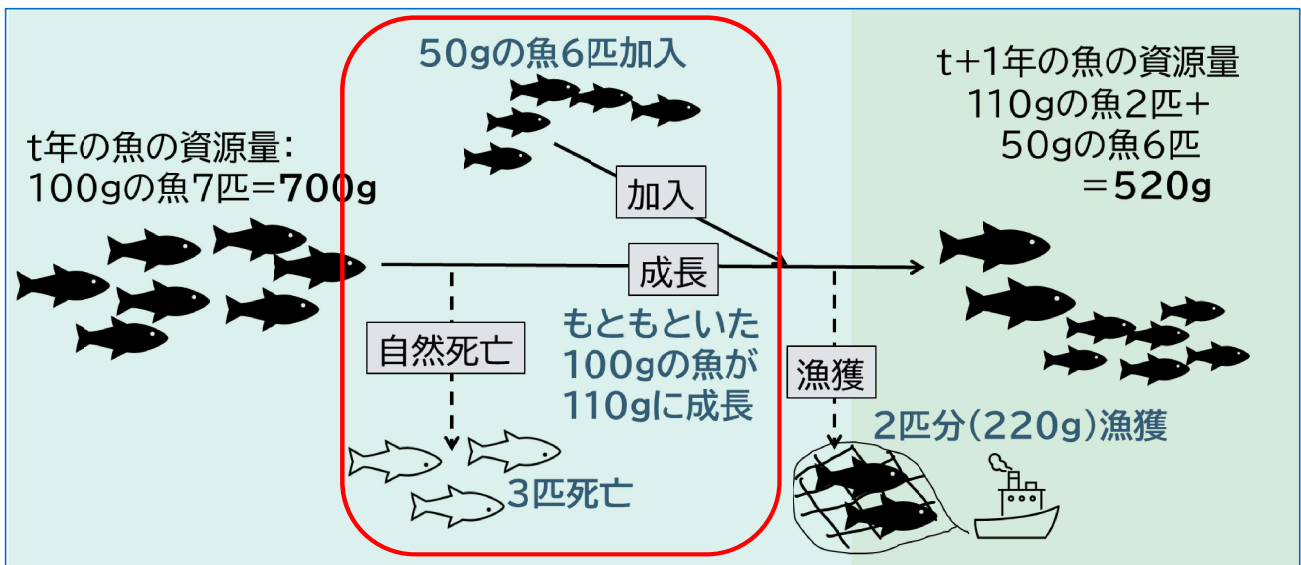 50gの魚6匹加入
t年の魚の資源量:
100gの魚7匹=700g
加入
成長
自然死亡
もともといた
100gの魚が
110gに成長
3匹死亡
漁獲
2匹分(220g)漁獲
t+1年の魚の資源量
110gの魚2匹+
50gの魚6匹
=520g